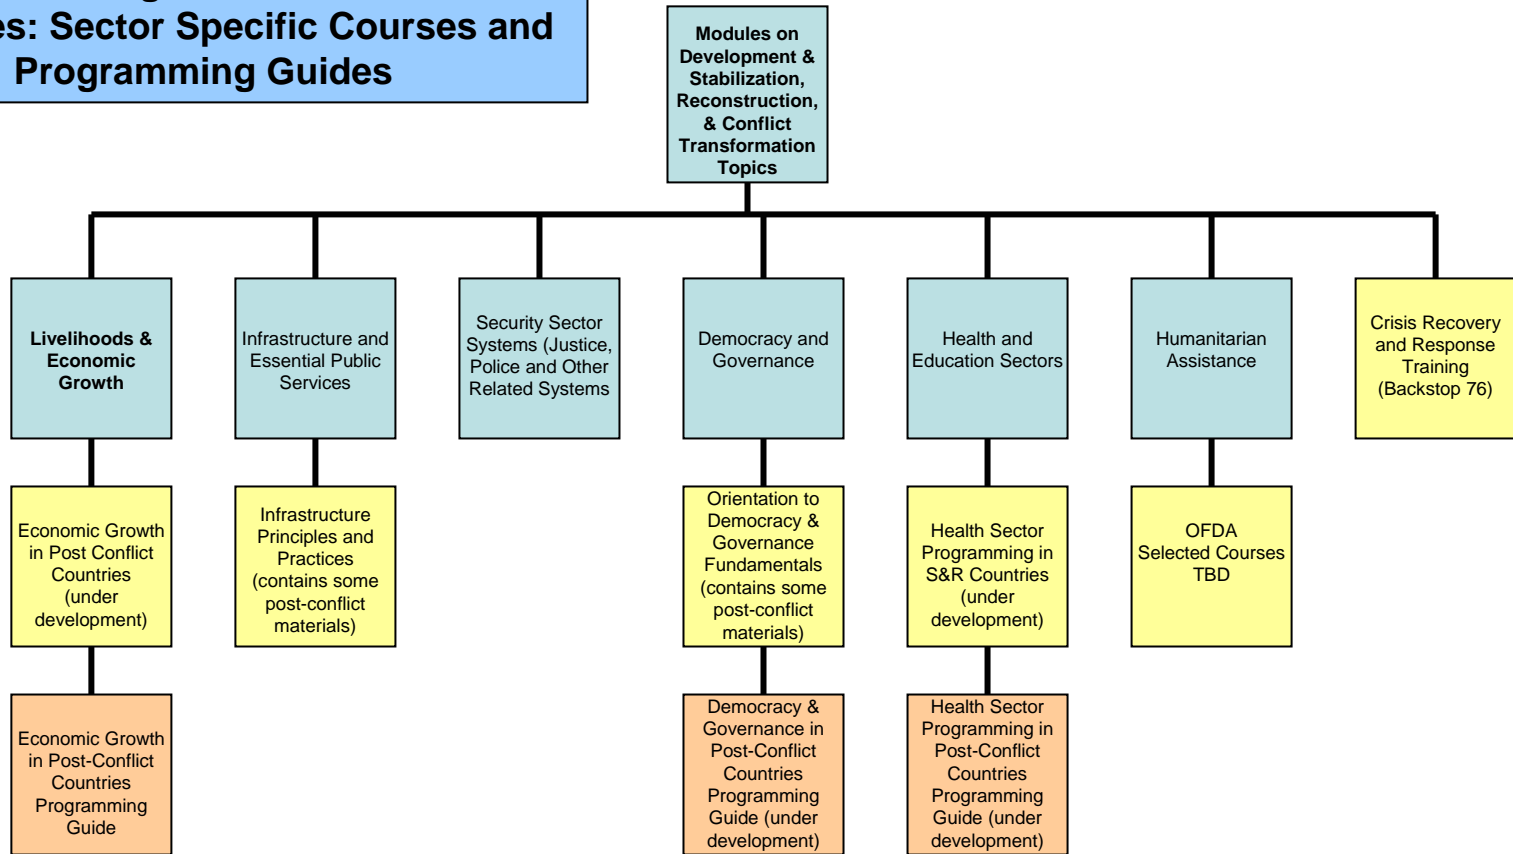 es: Sector Specific Courses and
Programming Guides
Modules on
Development &
Stabilization,
Reconstruction,
& Conflict
Transformation
Topics
Livelihoods &
Economic
Growth
Infrastructure and
Essential Public
Services
Security Sector
Systems (Justice,
Police and Other
Related Systems
Democracy and
Governance
Health and
Education Sectors
Humanitarian
Assistance
Crisis Recovery
and Response
Training
(Backstop 76)
Economic Growth
in Post Conflict
Countries
(under
development)
Infrastructure
Principles and
Practices
(contains some
post-conflict
materials)
Orientation to
Democracy &
Governance
Fundamentals
(contains some
post-conflict
materials)
Health Sector
Programming in
S&R Countries
(under
development)
OFDA
Selected Courses
TBD
Economic Growth
in Post-Conflict
Countries
Programming
Guide
Democracy &
Governance in
Post-Conflict
Countries
Programming
Guide (under
development)
Health Sector
Programming in
Post-Conflict
Countries
Programming
Guide (under
development)